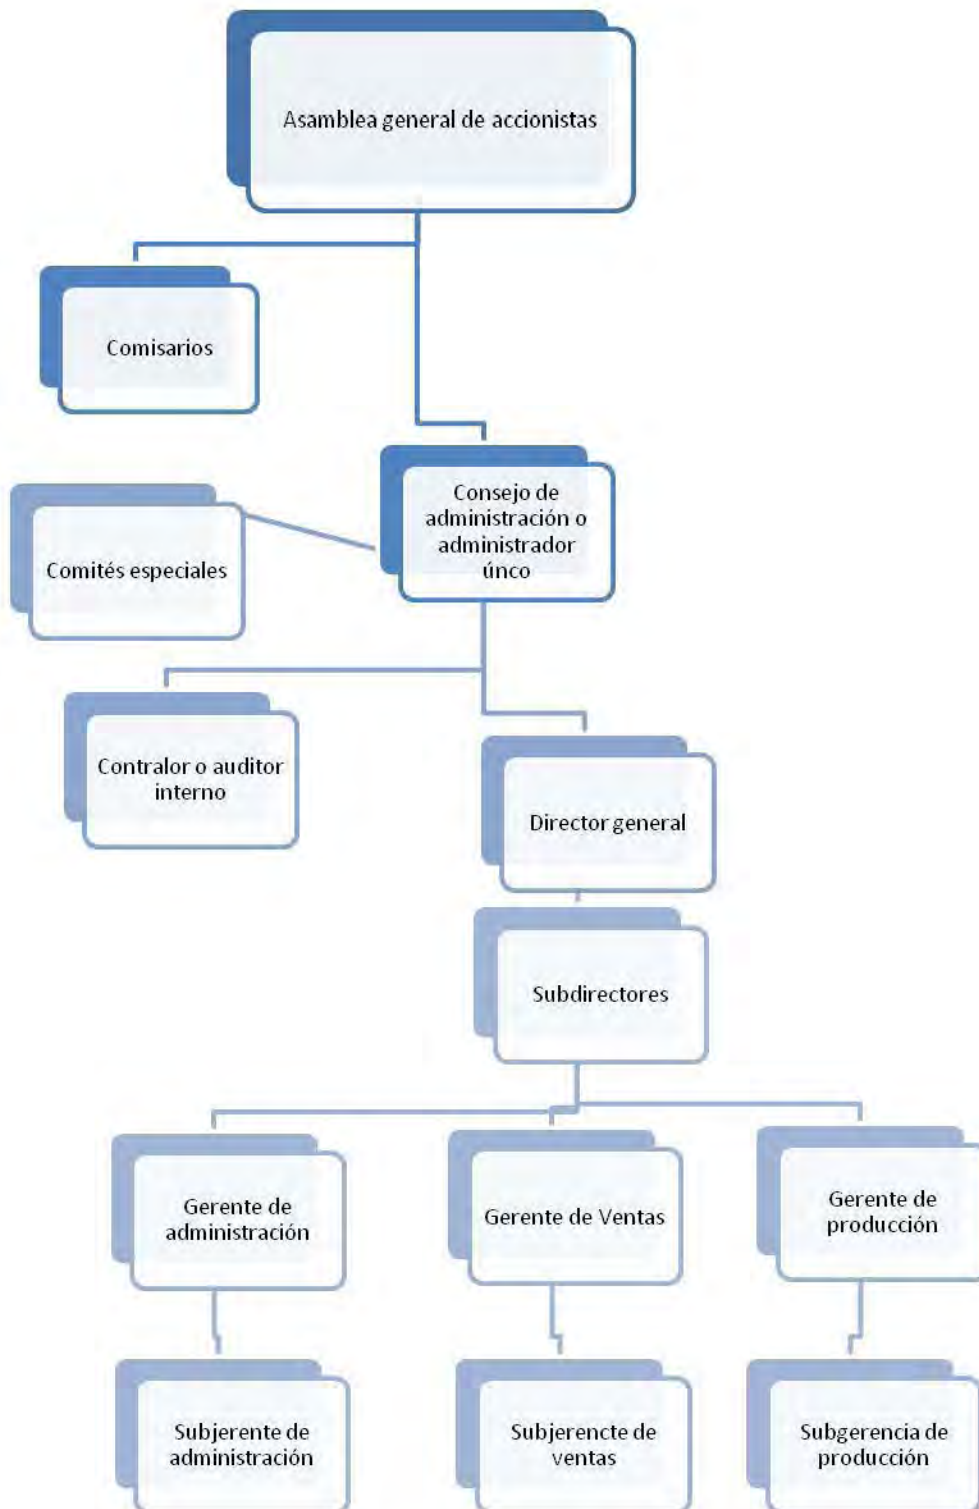 Asamblea general de accionistas
Comisarios
Consejo de
administración o
administrador
únco
Comités especiales
Contralor o auditor
interno
Director general
Subdirectores
Gerente de
administración
Gerente de Ventas
Gerente de
producción
Subjerente de
administración
Subjerencte de
ventas
Subgerencia de
producción